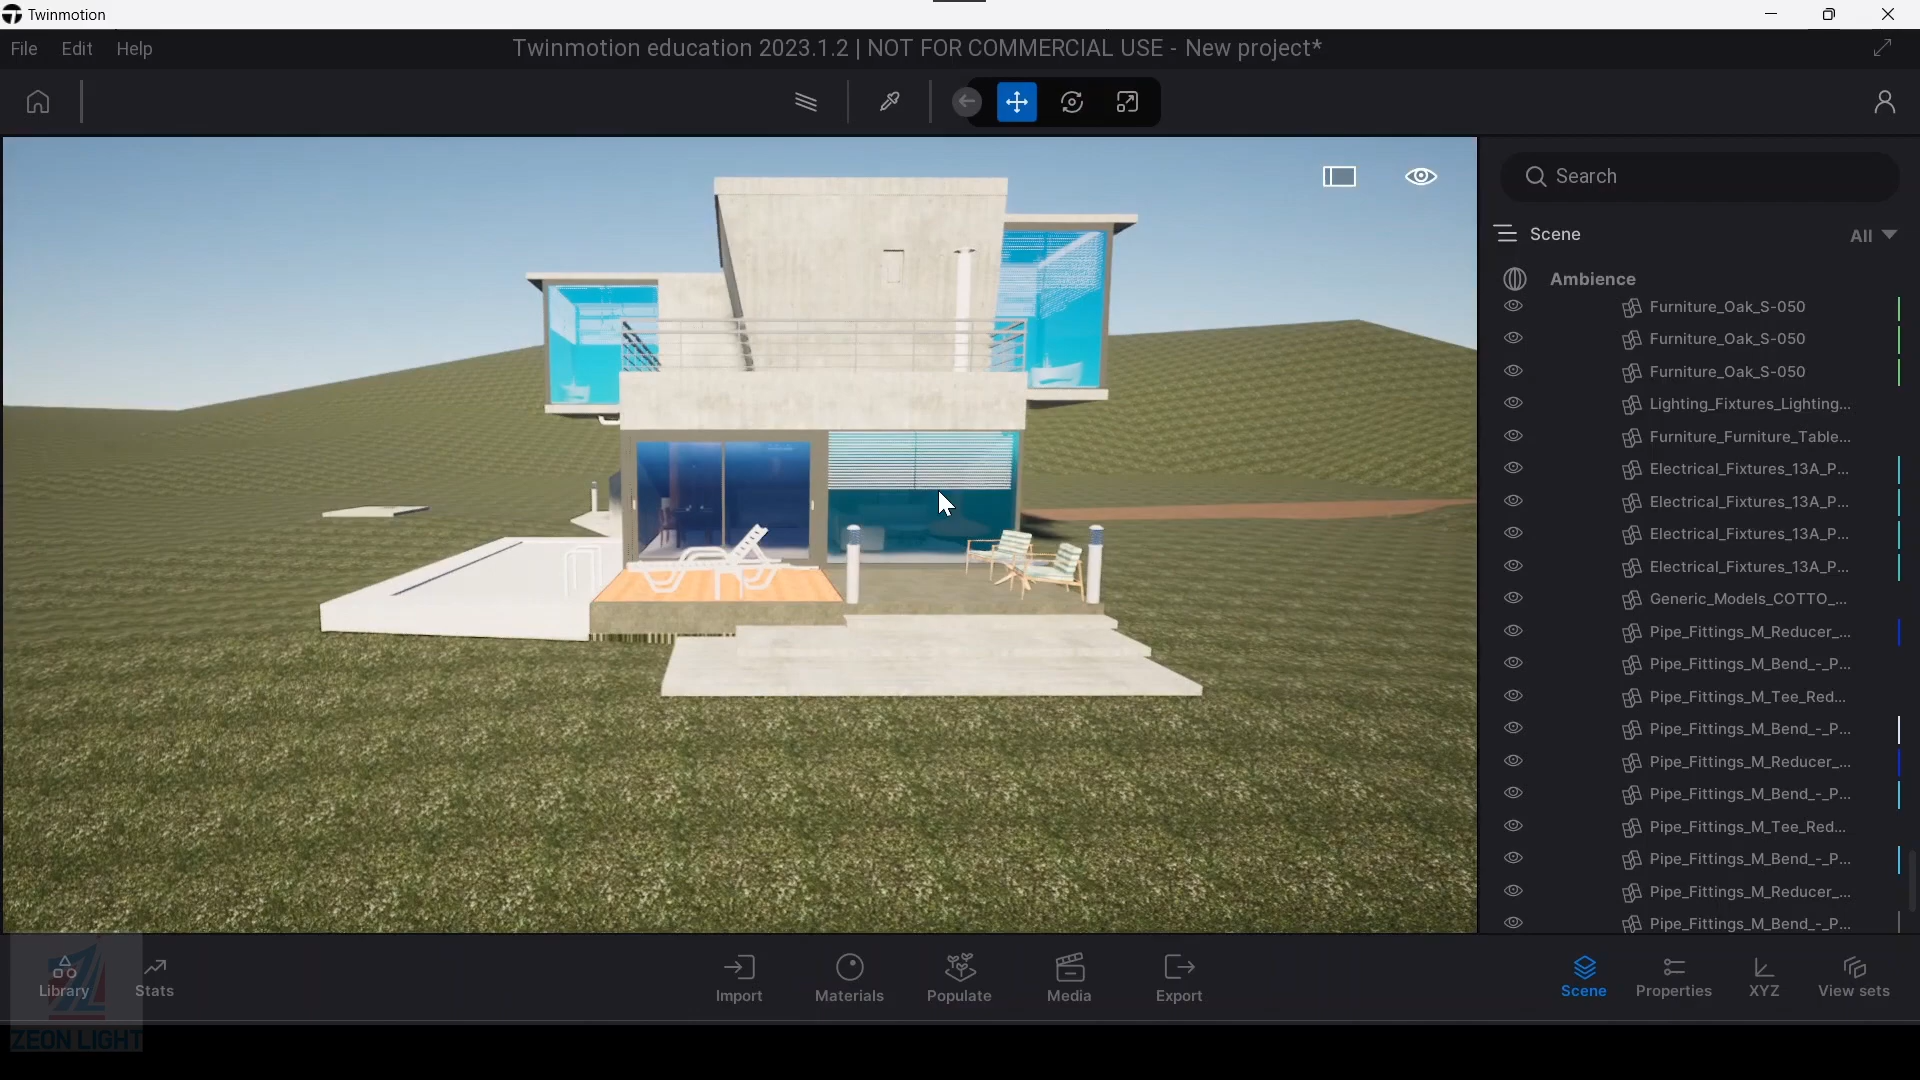 Twinmotion
File Edit Help
Twinmotion education 2023.1.2 | NOT FOR COMMERCIAL USE - New project*
Search
Scene
All
Ambience
Furniture_Oak_S-050
Furniture_Oak_S-050
Furniture_Oak_S-050
Lighting_Fixtures_Lighting...
Furniture_Furniture_Table...
Electrical_Fixtures_13A_P...
Electrical_Fixtures_13A_P...
Electrical_Fixtures_13A_P...
Electrical_Fixtures_13A_P...
Generic_Models_COTTO_...
Pipe_Fittings_M_Reducer_...
Pipe_Fittings_M_Bend_-_P...
Pipe_Fittings_M_Tee_Red...
Pipe_Fittings_M_Bend_-_P...
Pipe_Fittings_M_Reducer_...
Pipe_Fittings_M_Bend_-_P...
Pipe_Fittings_M_Tee_Red...
Pipe_Fittings_M_Bend_-_P...
Pipe_Fittings_M_Reducer_...
Pipe_Fittings_M_Bend_-_P...
Library Stats Import Materials Populate Media Export Scene Properties XYZ View sets
ZEON LIGHT